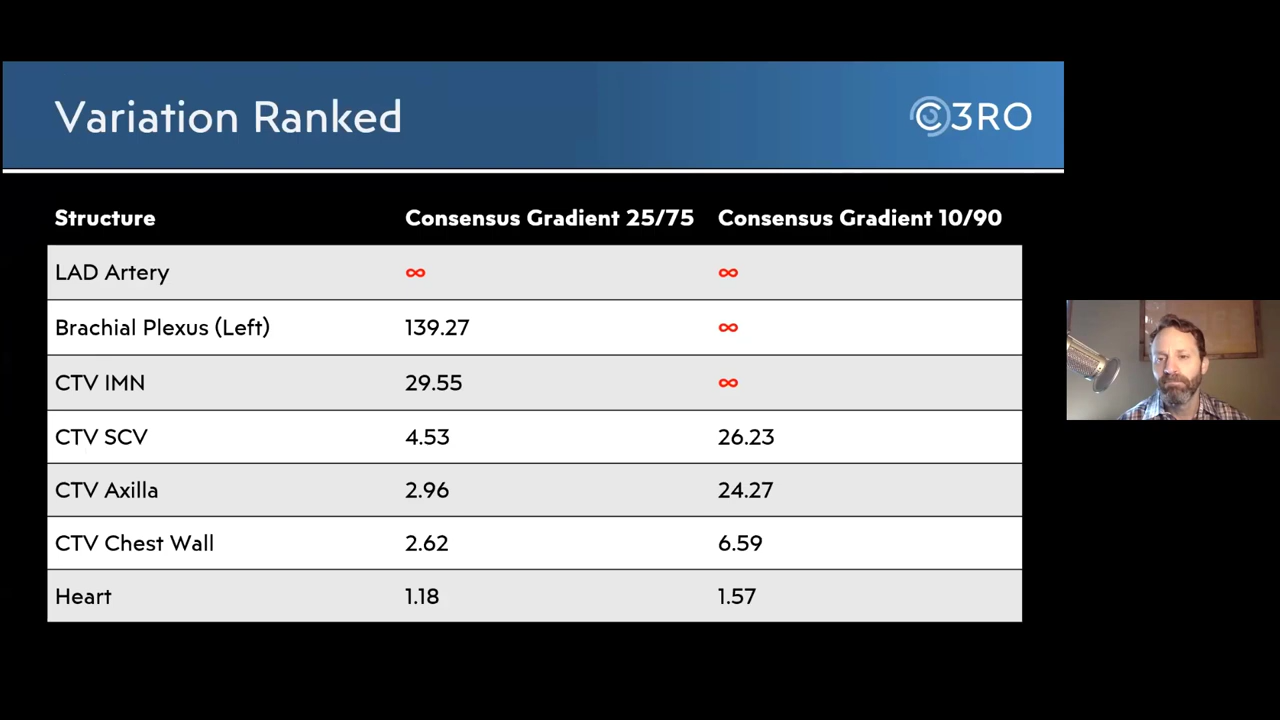 Variation Ranked
C3RO
Structure Consensus Gradient 25/75 Consensus Gradient 10/90
LAD Artery ∞ ∞
Brachial Plexus (Left) 139.27 ∞
CTV IMN 29.55 ∞
CTV SCV 4.53 26.23
CTV Axilla 2.96 24.27
CTV Chest Wall 2.62 6.59
Heart 1.18 1.57